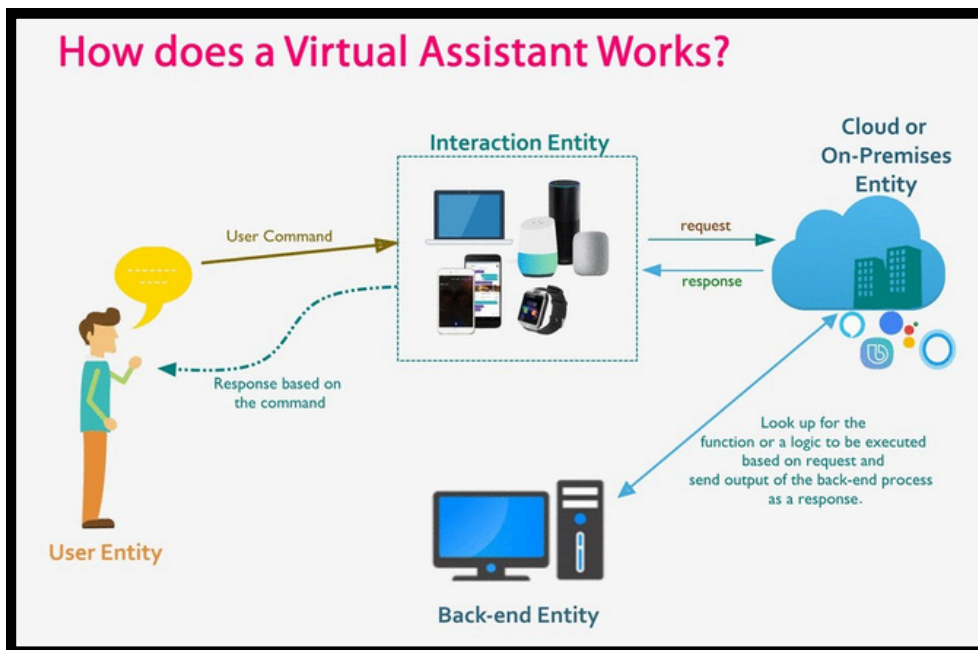 How does a Virtual Assistant Works?
Interaction Entity
Cloud or
On-Premises
Entity
User Command
request
response
Response based on
the command
Look up for the
function or a logic to be executed
based on request and
send output of the back-end process
as a response.
User Entity
Back-end Entity